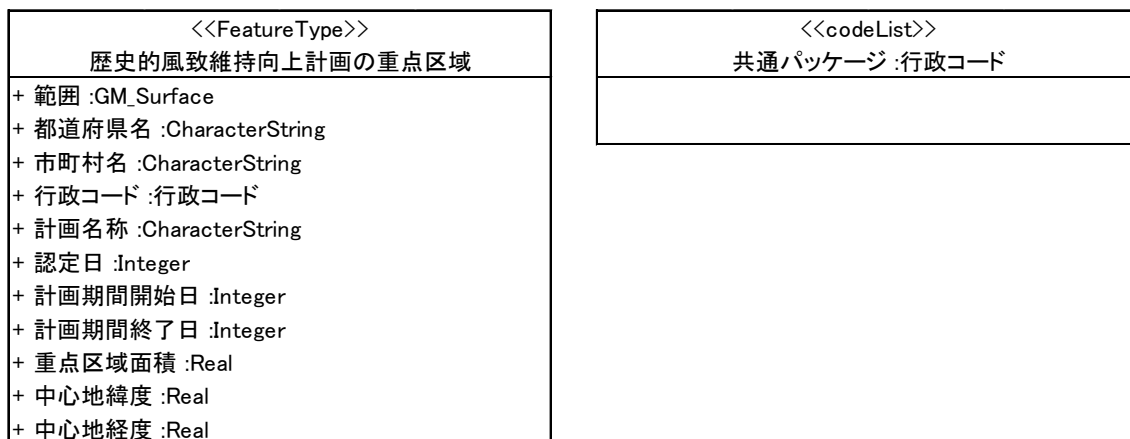 <<FeatureType>>
歴史的風致維持向上計画の重点区域
+ 範囲 :GM_Surface
+ 都道府県名 :CharacterString
+ 市町村名 :CharacterString
+ 行政コード :行政コード
+ 計画名称 :CharacterString
+ 認定日 :Integer
+ 計画期間開始日 :Integer
+ 計画期間終了日 :Integer
+ 重点区域面積 :Real
+ 中心地緯度 :Real
+ 中心地経度 :Real
<<codeList>>
共通パッケージ :行政コード